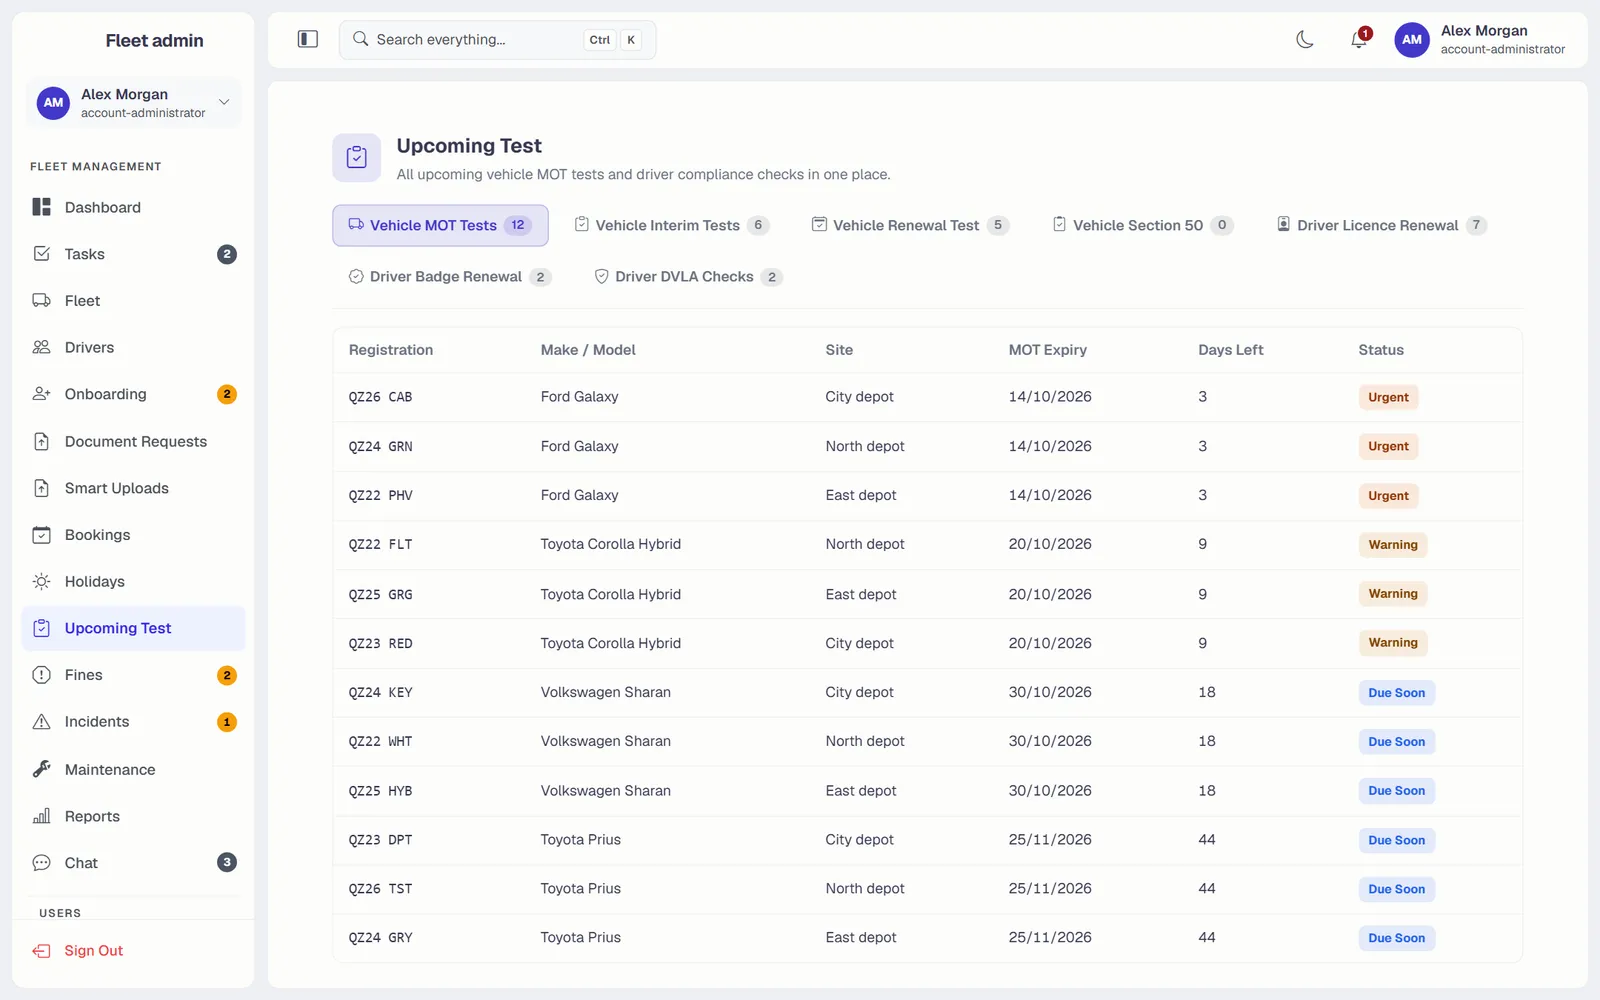 Fleet admin
AM
Alex Morgan
account-administrator
FLEET MANAGEMENT
Dashboard
Tasks 2
Fleet
Drivers
Onboarding 2
Document Requests
Smart Uploads
Bookings
Holidays
Upcoming Test
Fines 2
Incidents 1
Maintenance
Reports
Chat 3
USERS
Sign Out
Search everything... Ctrl K
1
AM
Alex Morgan
account-administrator
Upcoming Test
All upcoming vehicle MOT tests and driver compliance checks in one place.
Vehicle MOT Tests 12 Vehicle Interim Tests 6 Vehicle Renewal Test 5 Vehicle Section 50 0 Driver Licence Renewal 7
Driver Badge Renewal 2 Driver DVLA Checks 2
Registration Make / Model Site MOT Expiry Days Left Status
QZ26 CAB Ford Galaxy City depot 14/10/2026 3 Urgent
QZ24 GRN Ford Galaxy North depot 14/10/2026 3 Urgent
QZ22 PHV Ford Galaxy East depot 14/10/2026 3 Urgent
QZ22 FLT Toyota Corolla Hybrid North depot 20/10/2026 9 Warning
QZ25 GRG Toyota Corolla Hybrid East depot 20/10/2026 9 Warning
QZ23 RED Toyota Corolla Hybrid City depot 20/10/2026 9 Warning
QZ24 KEY Volkswagen Sharan City depot 30/10/2026 18 Due Soon
QZ22 WHT Volkswagen Sharan North depot 30/10/2026 18 Due Soon
QZ25 HYB Volkswagen Sharan East depot 30/10/2026 18 Due Soon
QZ23 DPT Toyota Prius City depot 25/11/2026 44 Due Soon
QZ26 TST Toyota Prius North depot 25/11/2026 44 Due Soon
QZ24 GRY Toyota Prius East depot 25/11/2026 44 Due Soon